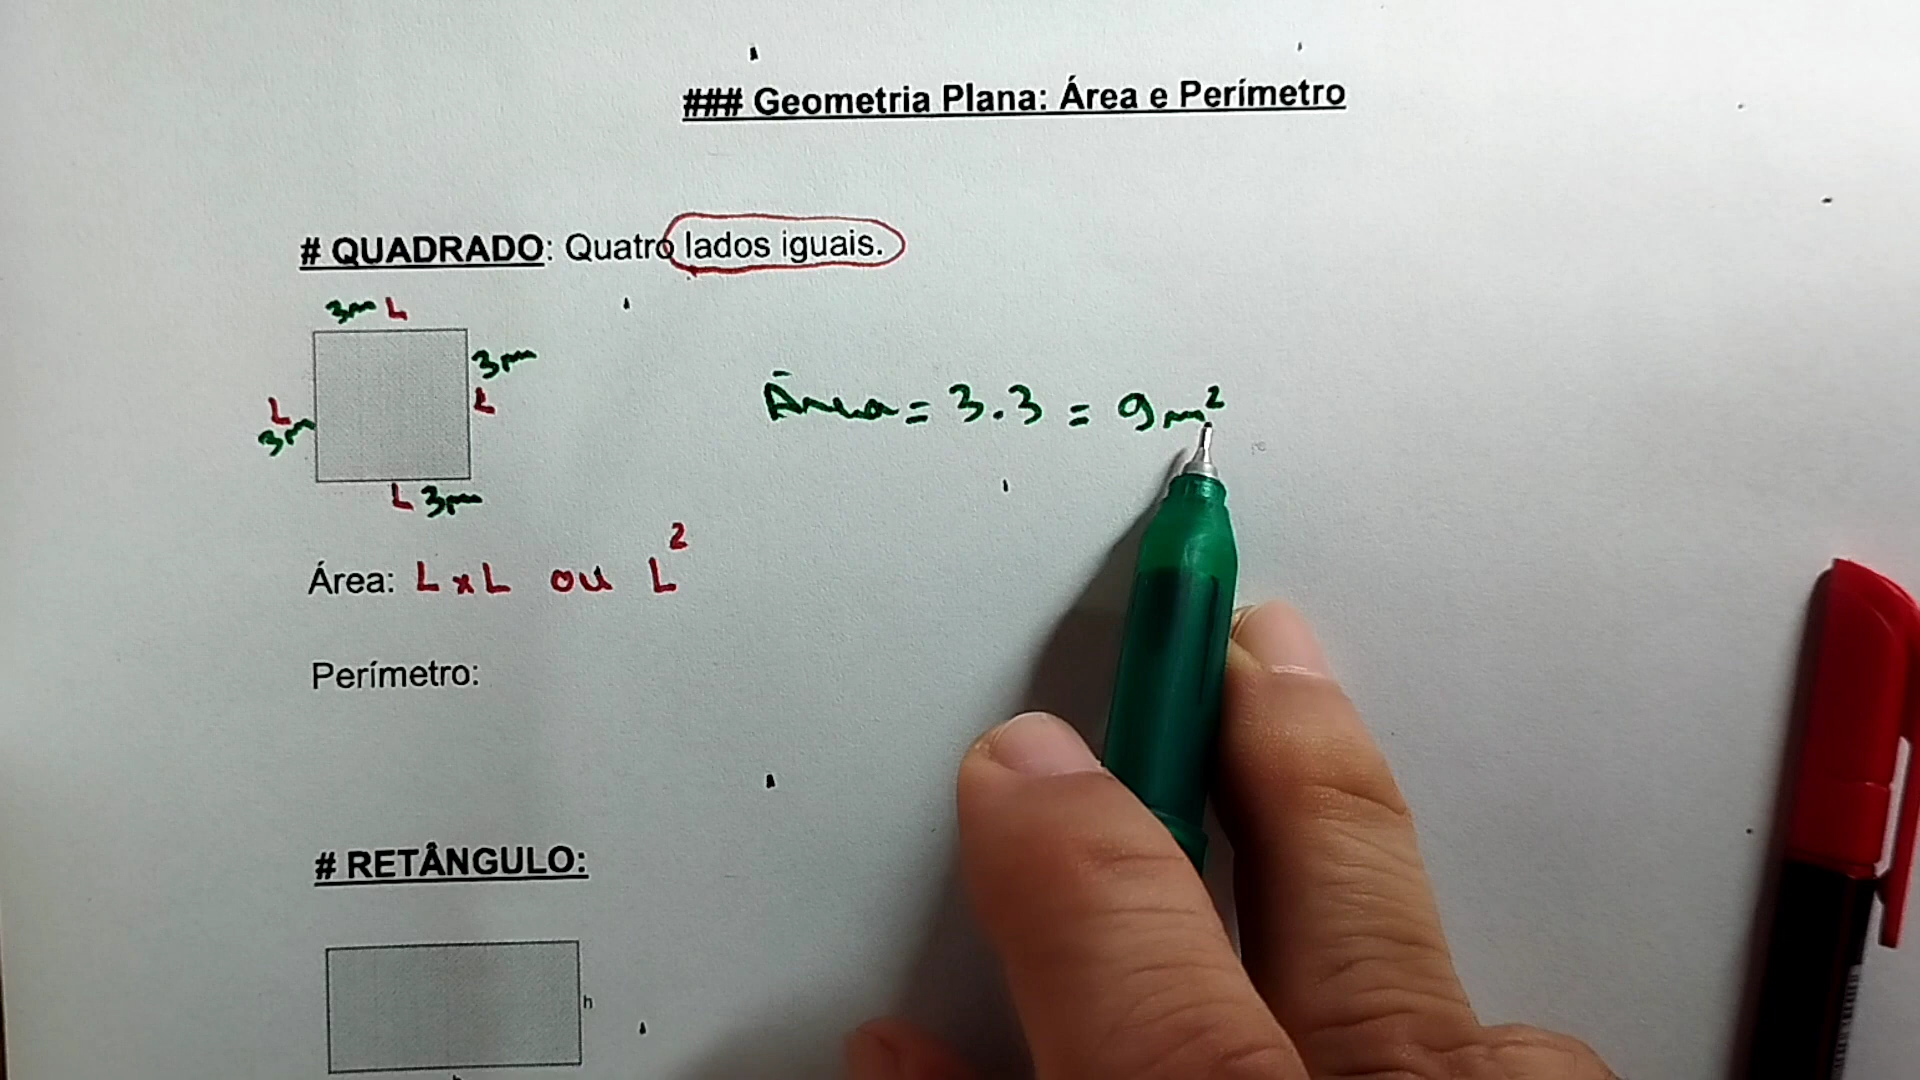 ### Geometria Plana: Área e Perímetro
# QUADRADO: Quatro lados iguais.
3m L
3m
L
L
3m
L 3m
Área = 3.3 = 9m²
Área: L x L ou L²
Perímetro:
# RETÂNGULO:
h